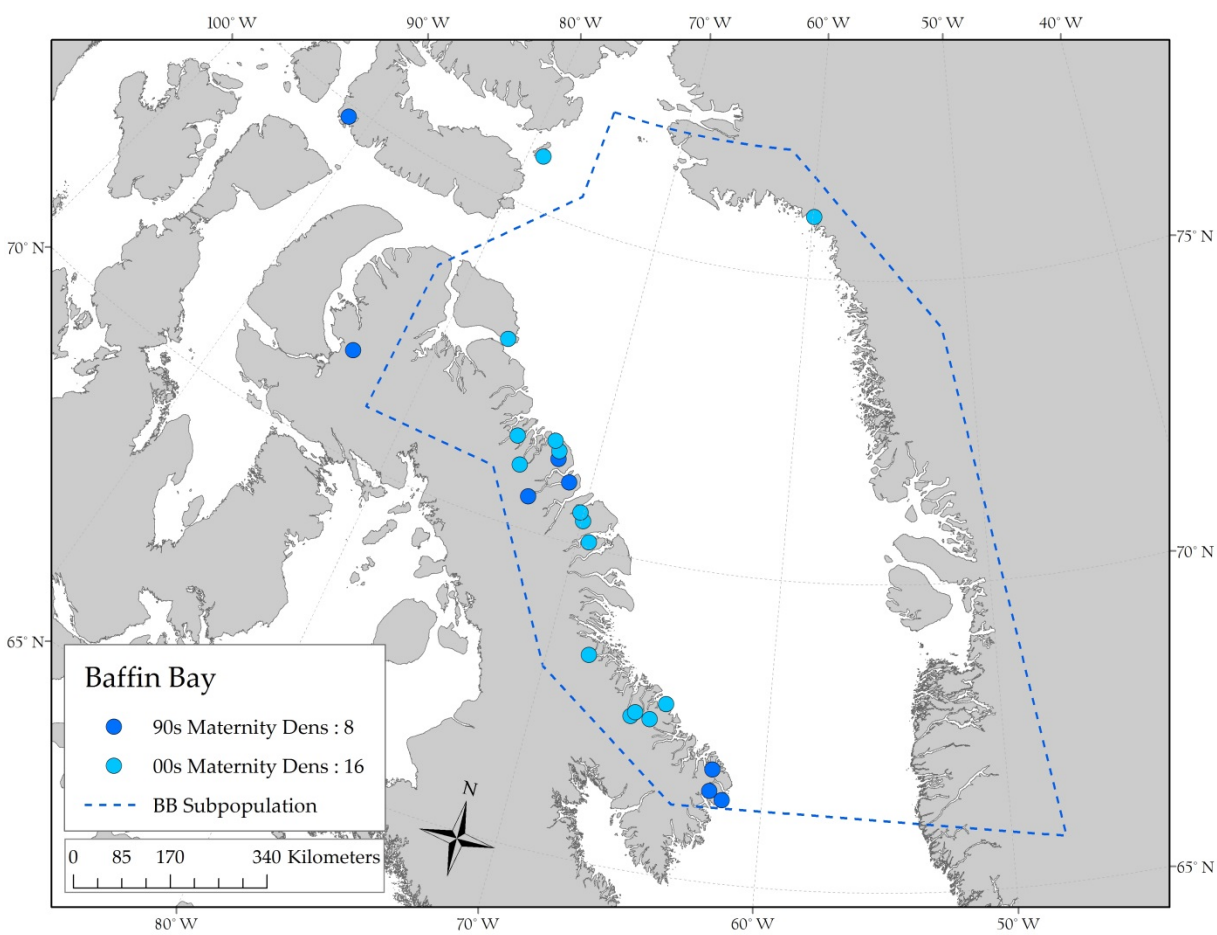 100° W 90° W 80° W 70° W 60° W 50° W 40° W
70° N
75° N
70° N
65° N
65° N
Baffin Bay
90s Maternity Dens : 8
00s Maternity Dens : 16
BB Subpopulation
N
0 85 170 340 Kilometers
80° W 70° W 60° W 50° W